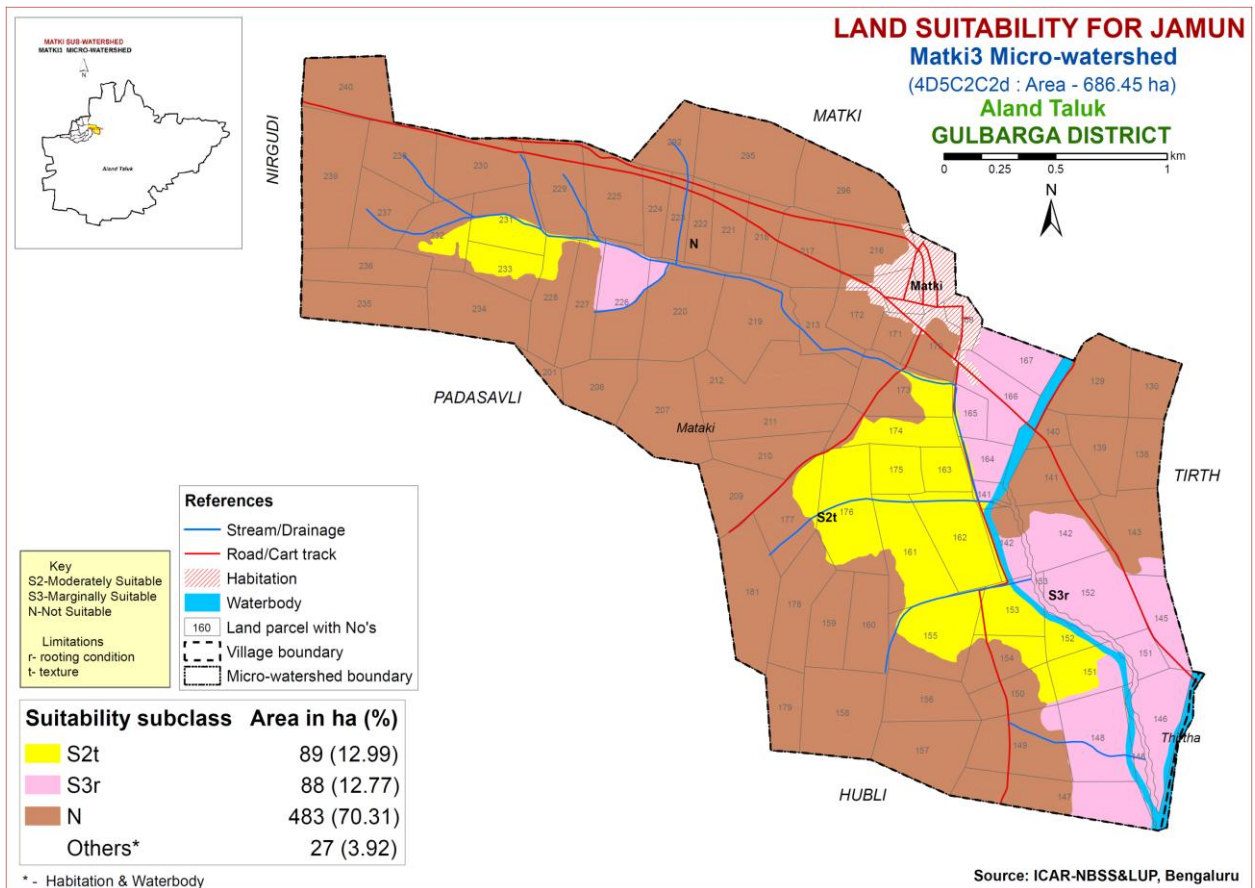 MATKI SUB-WATERSHED
MATKI3 MICRO-WATERSHED
N
Aland Taluk
LAND SUITABILITY FOR JAMUN
Matki3 Micro-watershed
(4D5C2C2d : Area - 686.45 ha)
Aland Taluk
GULBARGA DISTRICT
0 0.25 0.5 1 km
N
NIRGUDI
MATKI
PADASAVLI
TIRTH
HUBLI
Mataki
Matki
Thirtha
N
S2t
S3r
240
239
238
230
229
225
292
295
296
237
232
231
224
223
222
221
218
217
216
236
233
235
234
228
227
226
220
219
213
172
171
170
201
206
207
212
211
210
209
173
174
175
163
165
164
166
167
129
130
140
139
138
141
141
143
142
142
176
177
162
161
181
178
159
160
155
153
153
152
152
151
151
145
154
150
156
179
158
157
149
148
146
146
147
References
Stream/Drainage
Road/Cart track
Habitation
Waterbody
160 Land parcel with No's
Village boundary
Micro-watershed boundary
Key
S2-Moderately Suitable
S3-Marginally Suitable
N-Not Suitable
Limitations
r- rooting condition
t- texture
Suitability subclass Area in ha (%)
S2t 89 (12.99)
S3r 88 (12.77)
N 483 (70.31)
Others* 27 (3.92)
* - Habitation & Waterbody
Source: ICAR-NBSS&LUP, Bengaluru